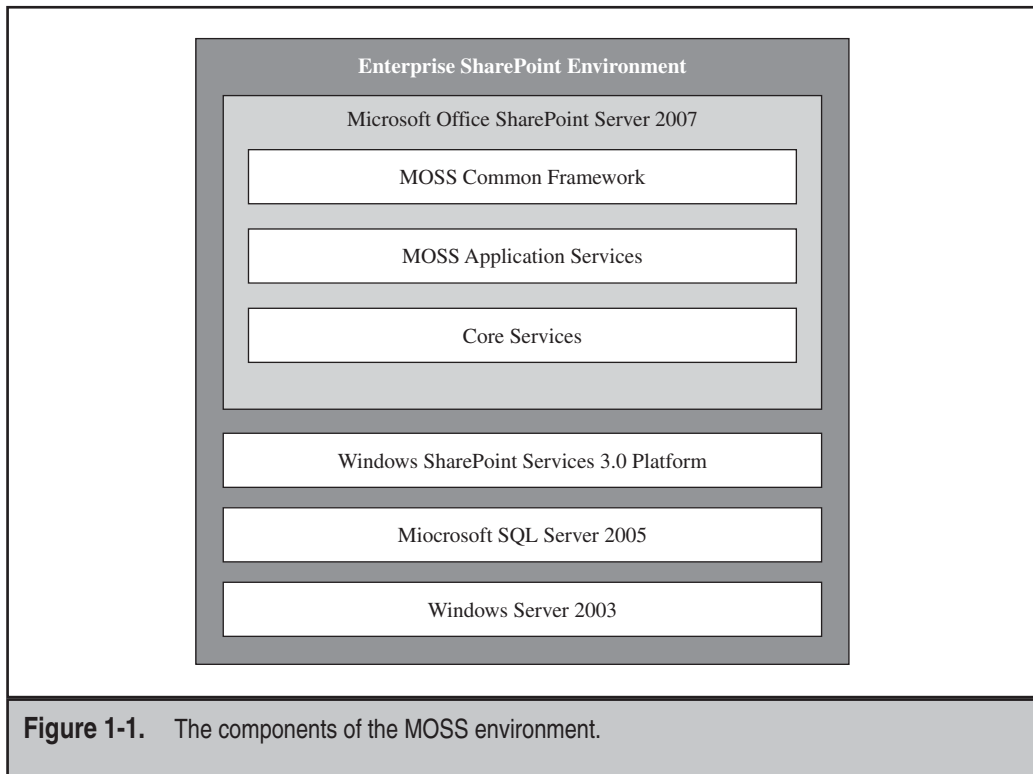 Enterprise SharePoint Environment
Microsoft Office SharePoint Server 2007
MOSS Common Framework
MOSS Application Services
Core Services
Windows SharePoint Services 3.0 Platform
Miocrosoft SQL Server 2005
Windows Server 2003
Figure 1-1. The components of the MOSS environment.